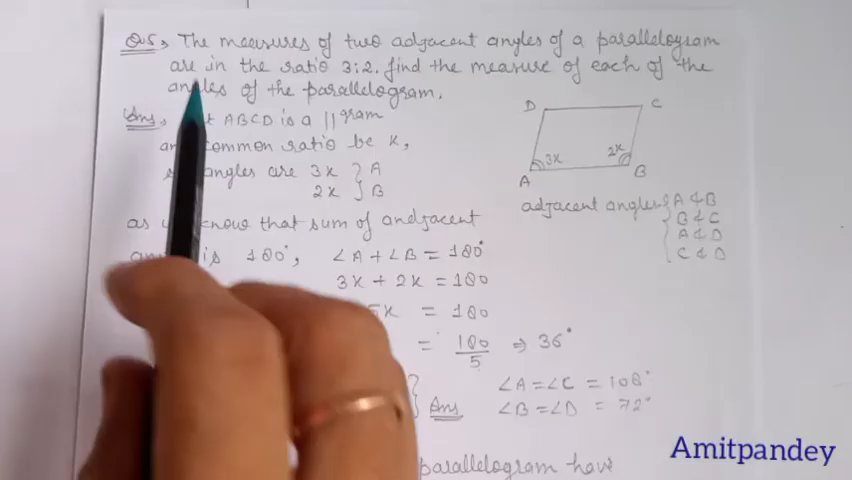 Q.5, The measures of two adjacent angles of a parallelogram
are in the ratio 3:2. find the measure of each of the
angles of the parallelogram.
Ans, ABCD is a ||gram
common ratio be x,
angles are 3x } A
2x } B
as know that sum of andjacent
is 180°, ∠A + ∠B = 180°
3x + 2x = 180
5x = 180
= 180/5 ⇒ 36°
} Ans
∠A = ∠C = 108°
∠B = ∠D = 72°
parallelogram have
D C
3x 2x
A B
adjacent angles { A & B
B & C
A & D
C & D
Amitpandey